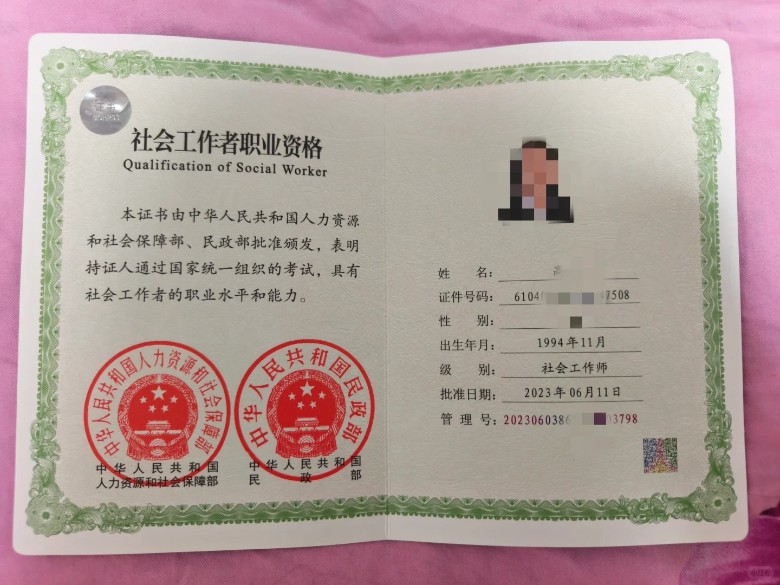 社会工作者职业资格
Qualification of Social Worker
本证书由中华人民共和国人力资源
和社会保障部、民政部批准颁发，表明
持证人通过国家统一组织的考试，具有
社会工作者的职业水平和能力。
中华人民共和国人力资源和社会保障部
中华人民共和国民政部
中华人民共和国
人力资源和社会保障部
中华人民共和国
民政部
姓名：
证件号码：6104 7508
性别：
出生年月：1994年11月
级别：社会工作师
批准日期：2023年06月11日
管理号：2023060386 03798